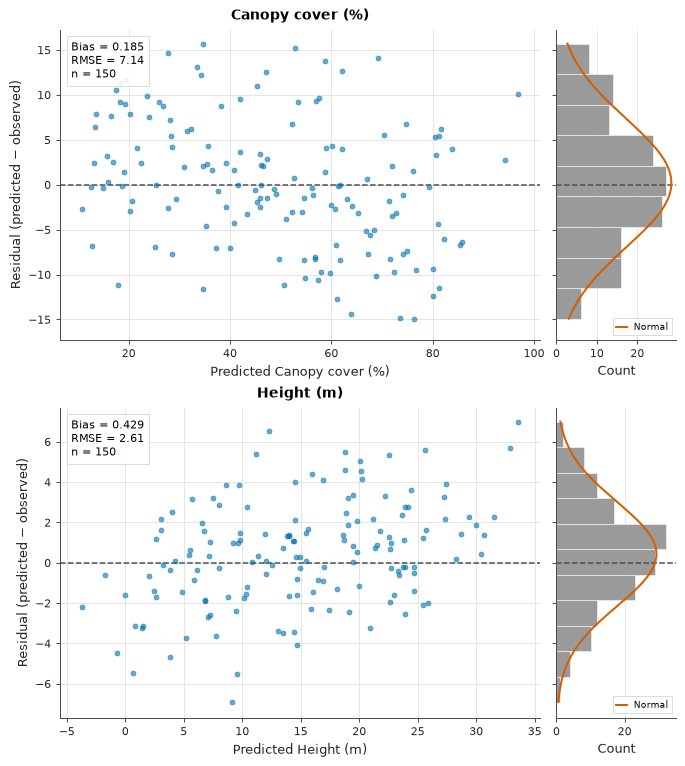 Canopy cover (%)
Bias = 0.185
RMSE = 7.14
n = 150
15
10
5
0
−5
−10
−15
Residual (predicted − observed)
20
40
60
80
100
Predicted Canopy cover (%)
Normal
0
10
20
Count
Height (m)
Bias = 0.429
RMSE = 2.61
n = 150
6
4
2
0
−2
−4
−6
Residual (predicted − observed)
−5
0
5
10
15
20
25
30
35
Predicted Height (m)
Normal
0
20
Count